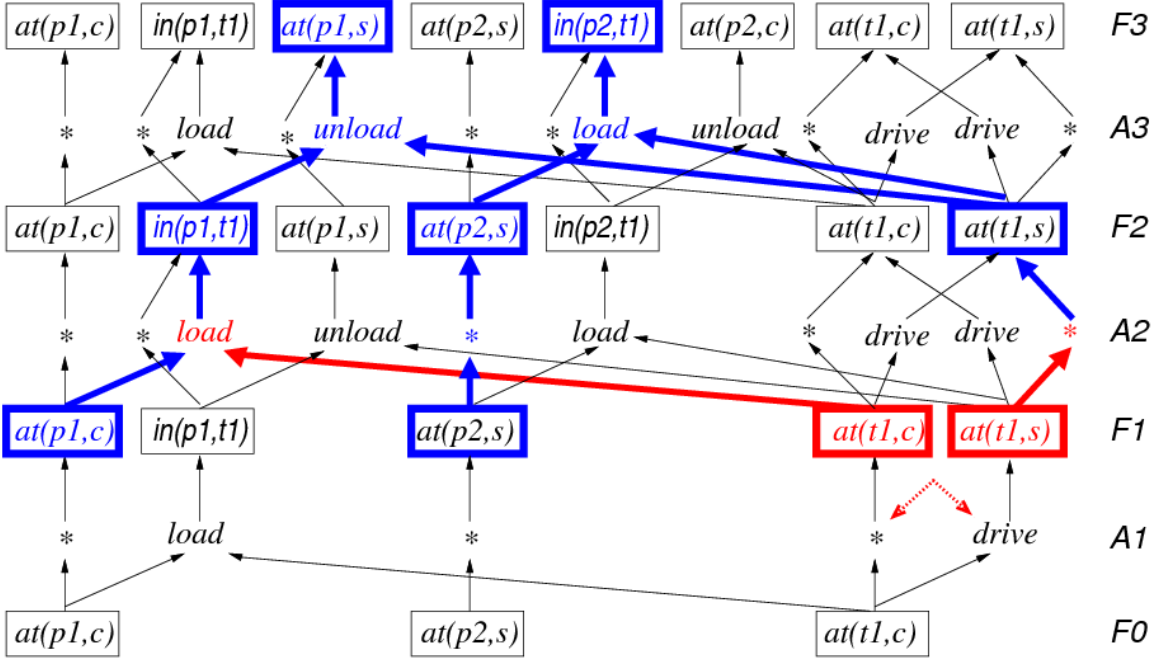 at(p1,c) in(p1,t1) at(p1,s) at(p2,s) in(p2,t1) at(p2,c) at(t1,c) at(t1,s) F3
* * load * unload * * load unload * drive drive * A3
at(p1,c) in(p1,t1) at(p1,s) at(p2,s) in(p2,t1) at(t1,c) at(t1,s) F2
* * load unload * load * drive drive * A2
at(p1,c) in(p1,t1) at(p2,s) at(t1,c) at(t1,s) F1
* load * * drive A1
at(p1,c) at(p2,s) at(t1,c) F0